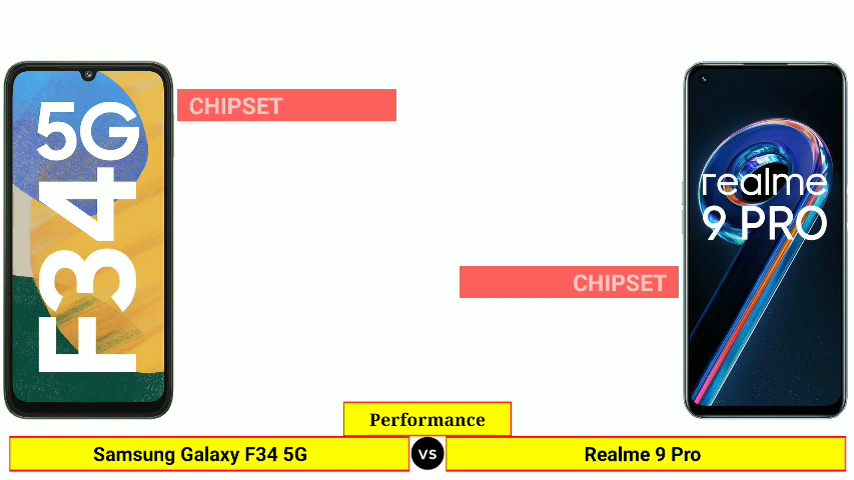 5G
F34
CHIPSET
realme
9 PRO
CHIPSET
Performance
Samsung Galaxy F34 5G
VS
Realme 9 Pro